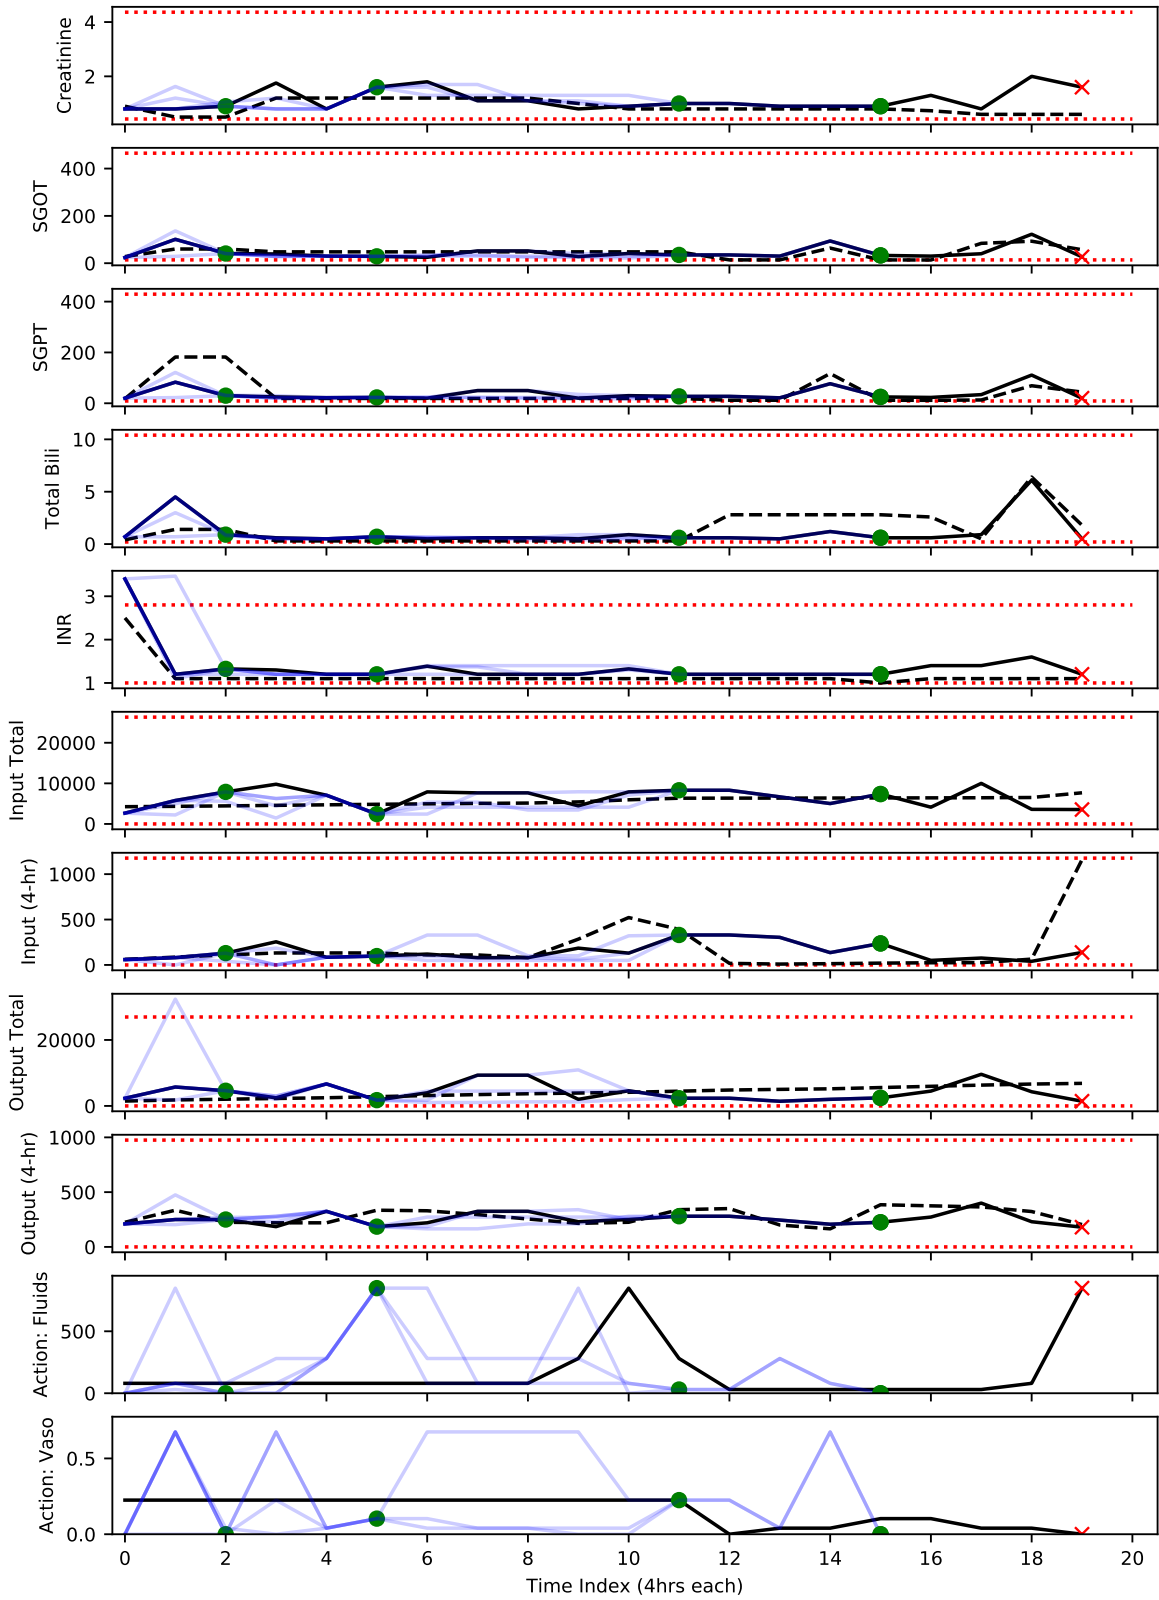 Creatinine
4
2
SGOT
400
200
0
SGPT
400
200
0
Total Bili
10
5
0
INR
3
2
1
Input Total
20000
10000
0
Input (4-hr)
1000
500
0
Output Total
20000
0
Output (4-hr)
1000
500
0
Action: Fluids
500
0
Action: Vaso
0.5
0.0
0 2 4 6 8 10 12 14 16 18 20
Time Index (4hrs each)